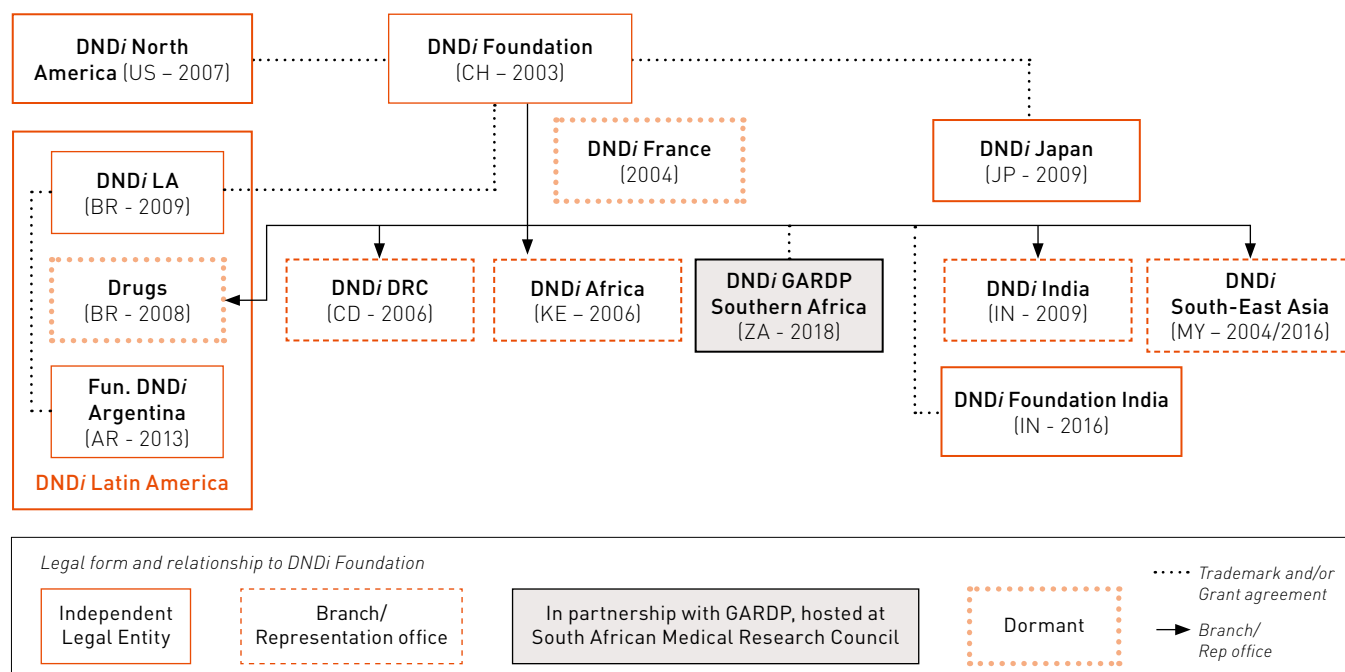 DNDi North
America (US – 2007)
DNDi Foundation
(CH – 2003)
DNDi France
(2004)
DNDi Japan
(JP - 2009)
DNDi LA
(BR - 2009)
Drugs
(BR - 2008)
Fun. DNDi
Argentina
(AR - 2013)
DNDi Latin America
DNDi DRC
(CD - 2006)
DNDi Africa
(KE – 2006)
DNDi GARDP
Southern Africa
(ZA - 2018)
DNDi India
(IN - 2009)
DNDi
South-East Asia
(MY – 2004/2016)
DNDi Foundation India
(IN - 2016)
Legal form and relationship to DNDi Foundation
Independent
Legal Entity
Branch/
Representation office
In partnership with GARDP, hosted at
South African Medical Research Council
Dormant
Trademark and/or
Grant agreement
Branch/
Rep office